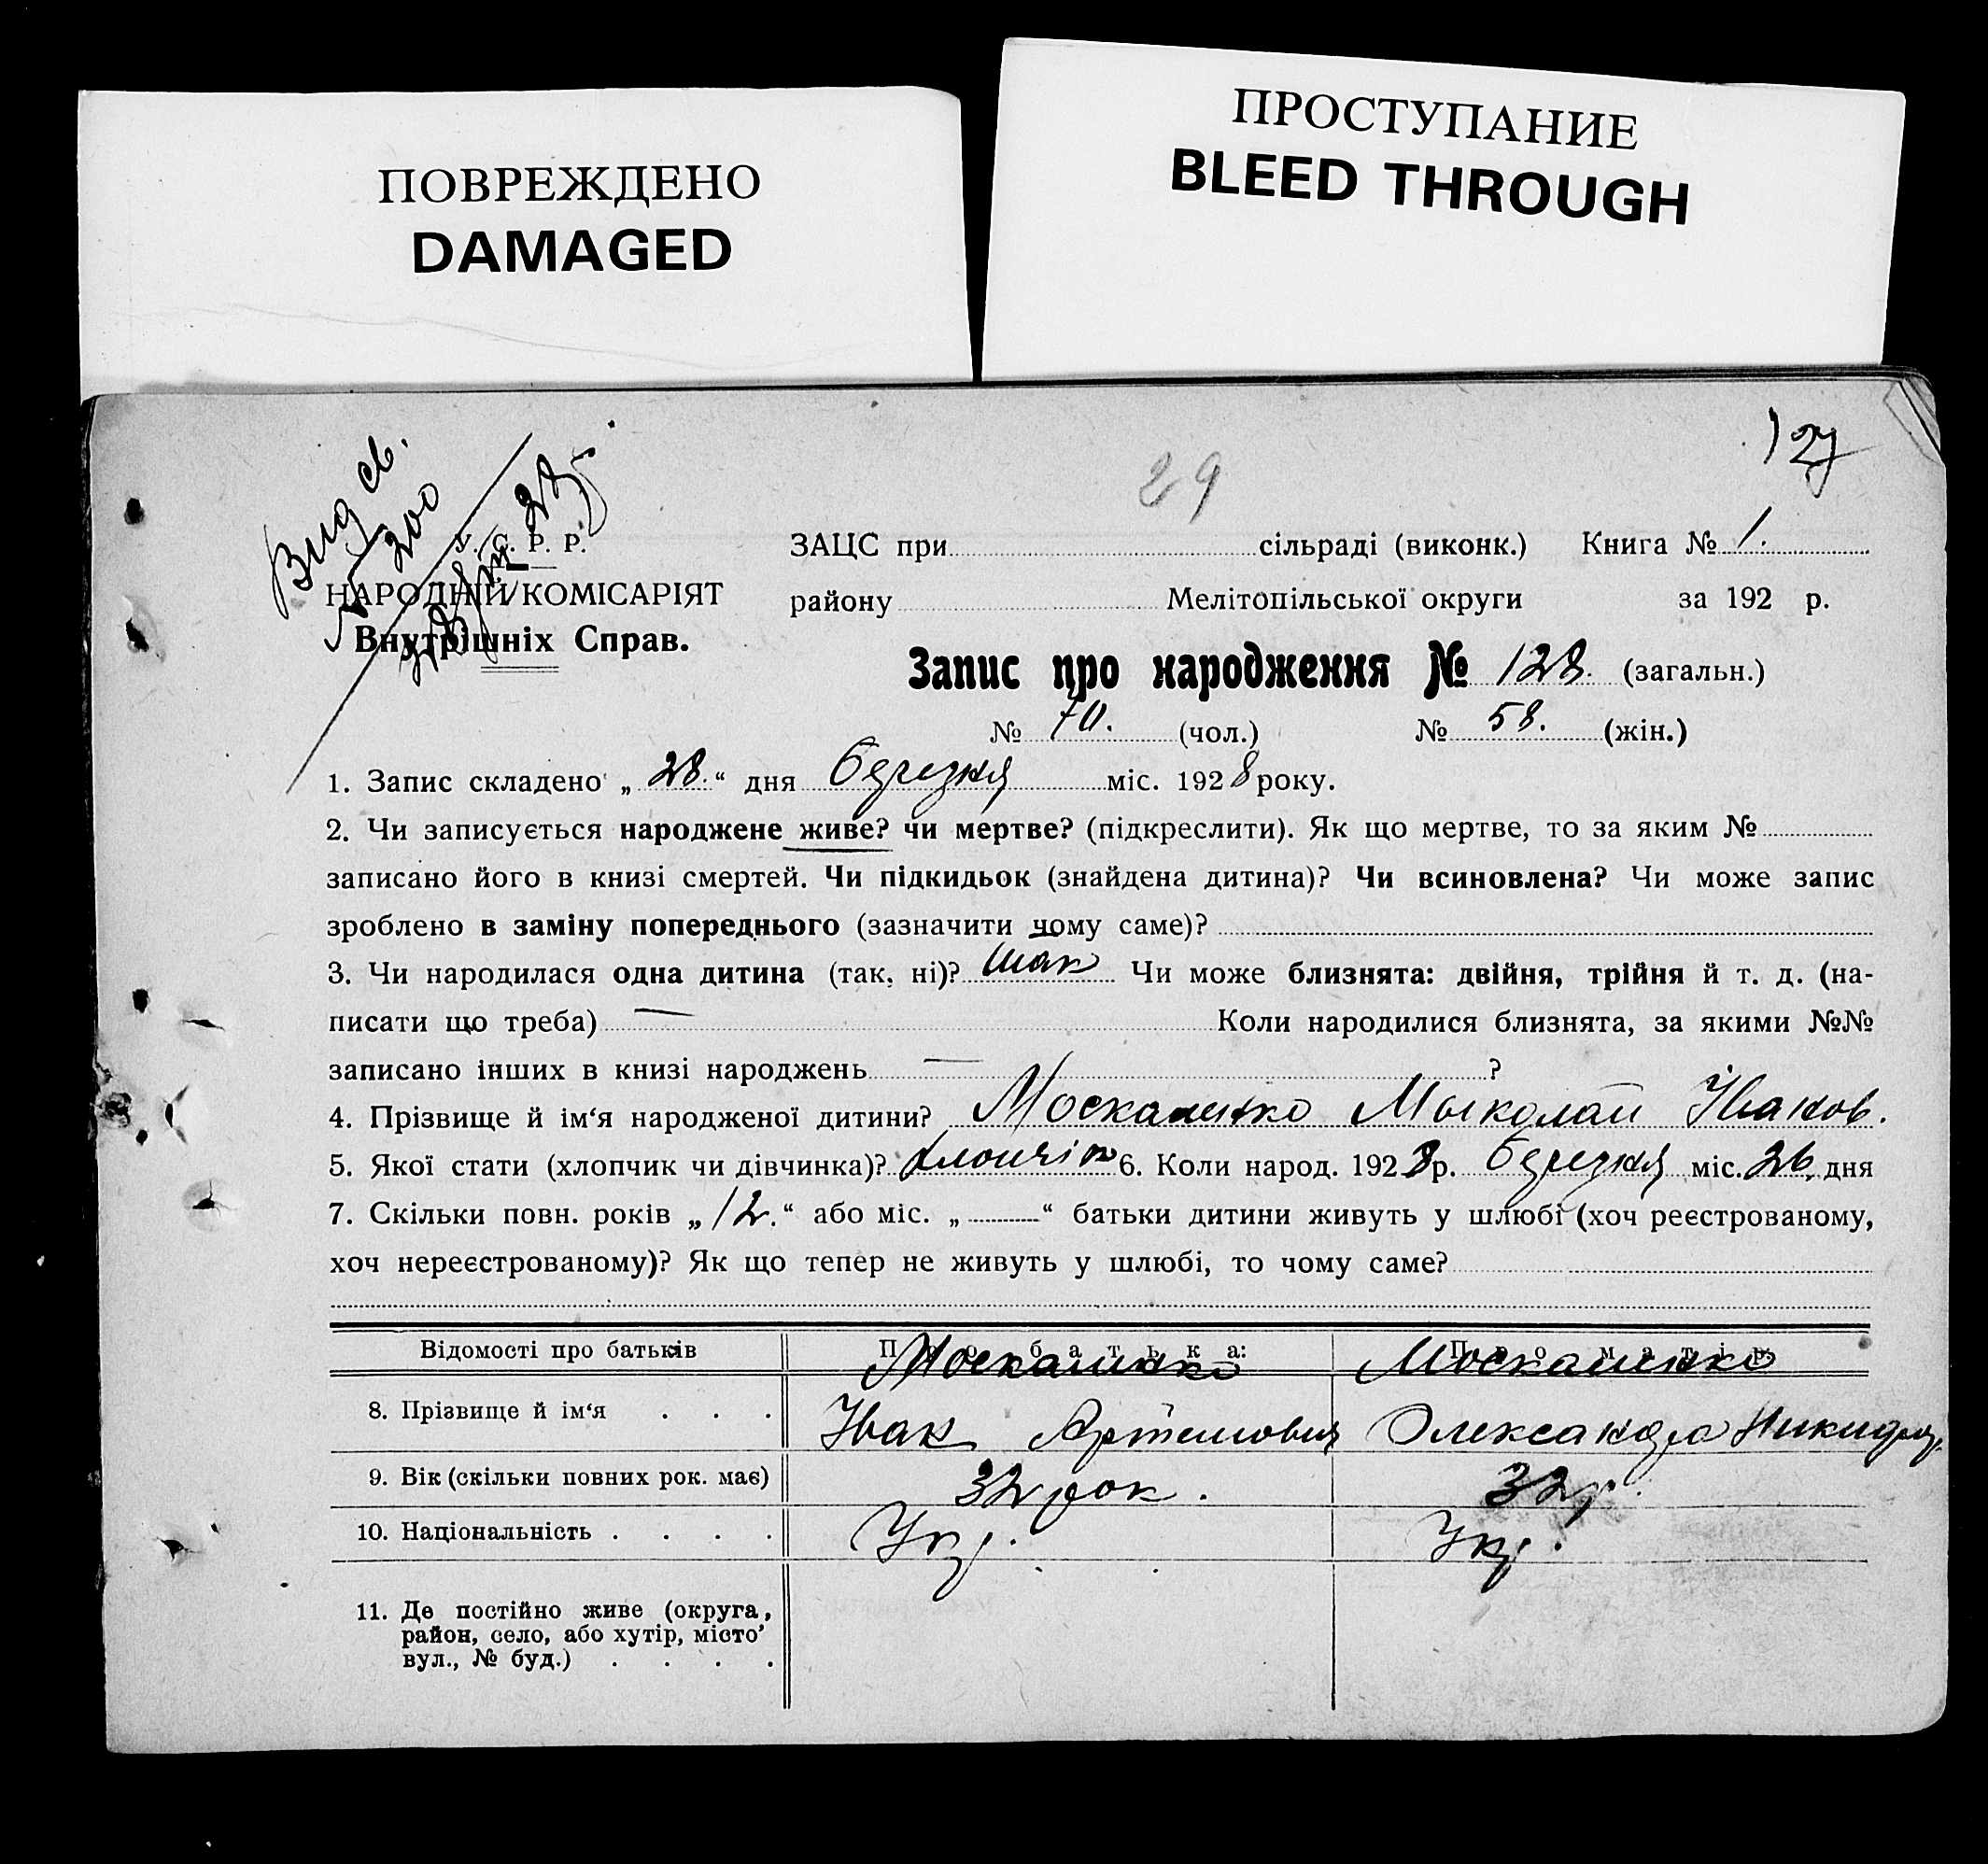 ПОВРЕЖДЕНО
DAMAGED
ПРОСТУПАНИЕ
BLEED THROUGH
127
29
Вид св.
№ 200
У. С. Р. Р.
НАРОДНІЙ КОМІСАРІЯТ
Внутрішніх Справ.
ЗАЦС при сільраді (виконк.) Книга № 1.
району Мелітопільської округи за 192 р.
Запис про народження № 128. (загальн.)
№ 70. (чол.) № 58. (жін.)
1. Запис складено „28.“ дня березня міс. 1928 року.
2. Чи записується народжене живе? чи мертве? (підкреслити). Як що мертве, то за яким №
записано його в книзі смертей. Чи підкидьок (знайдена дитина)? Чи всиновлена? Чи може запис
зроблено в заміну попереднього (зазначити чому саме)?
3. Чи народилася одна дитина (так, ні)? так Чи може близнята: двійня, трійня й т. д. (на-
писати що треба) — Коли народилися близнята, за якими №№
записано інших в книзі народжень — ?
4. Прізвище й ім‘я народженої дитини? Москаленко Мыколай Іванов.
5. Якої стати (хлопчик чи дівчинка)? хлопчік 6. Коли народ. 1928 р. березня міс. 26. дня
7. Скільки повн. років „12.“ або міс. „ “ батьки дитини живуть у шлюбі (хоч реєстрованому,
хоч нереєстрованому)? Як що тепер не живуть у шлюбі, то чому саме?
Відомості про батьків Про батька: Про матір:
Москаленко Москаленко
8. Прізвище й ім‘я . . . Іван Артемович Олександра Никидр.
9. Вік (скільки повних рок. має) 32 рок. 32 р.
10. Національність . . . . Укр. Укр.
11. Де постійно живе (округа,
район, село, або хутір, місто’
вул., № буд.) . . . .